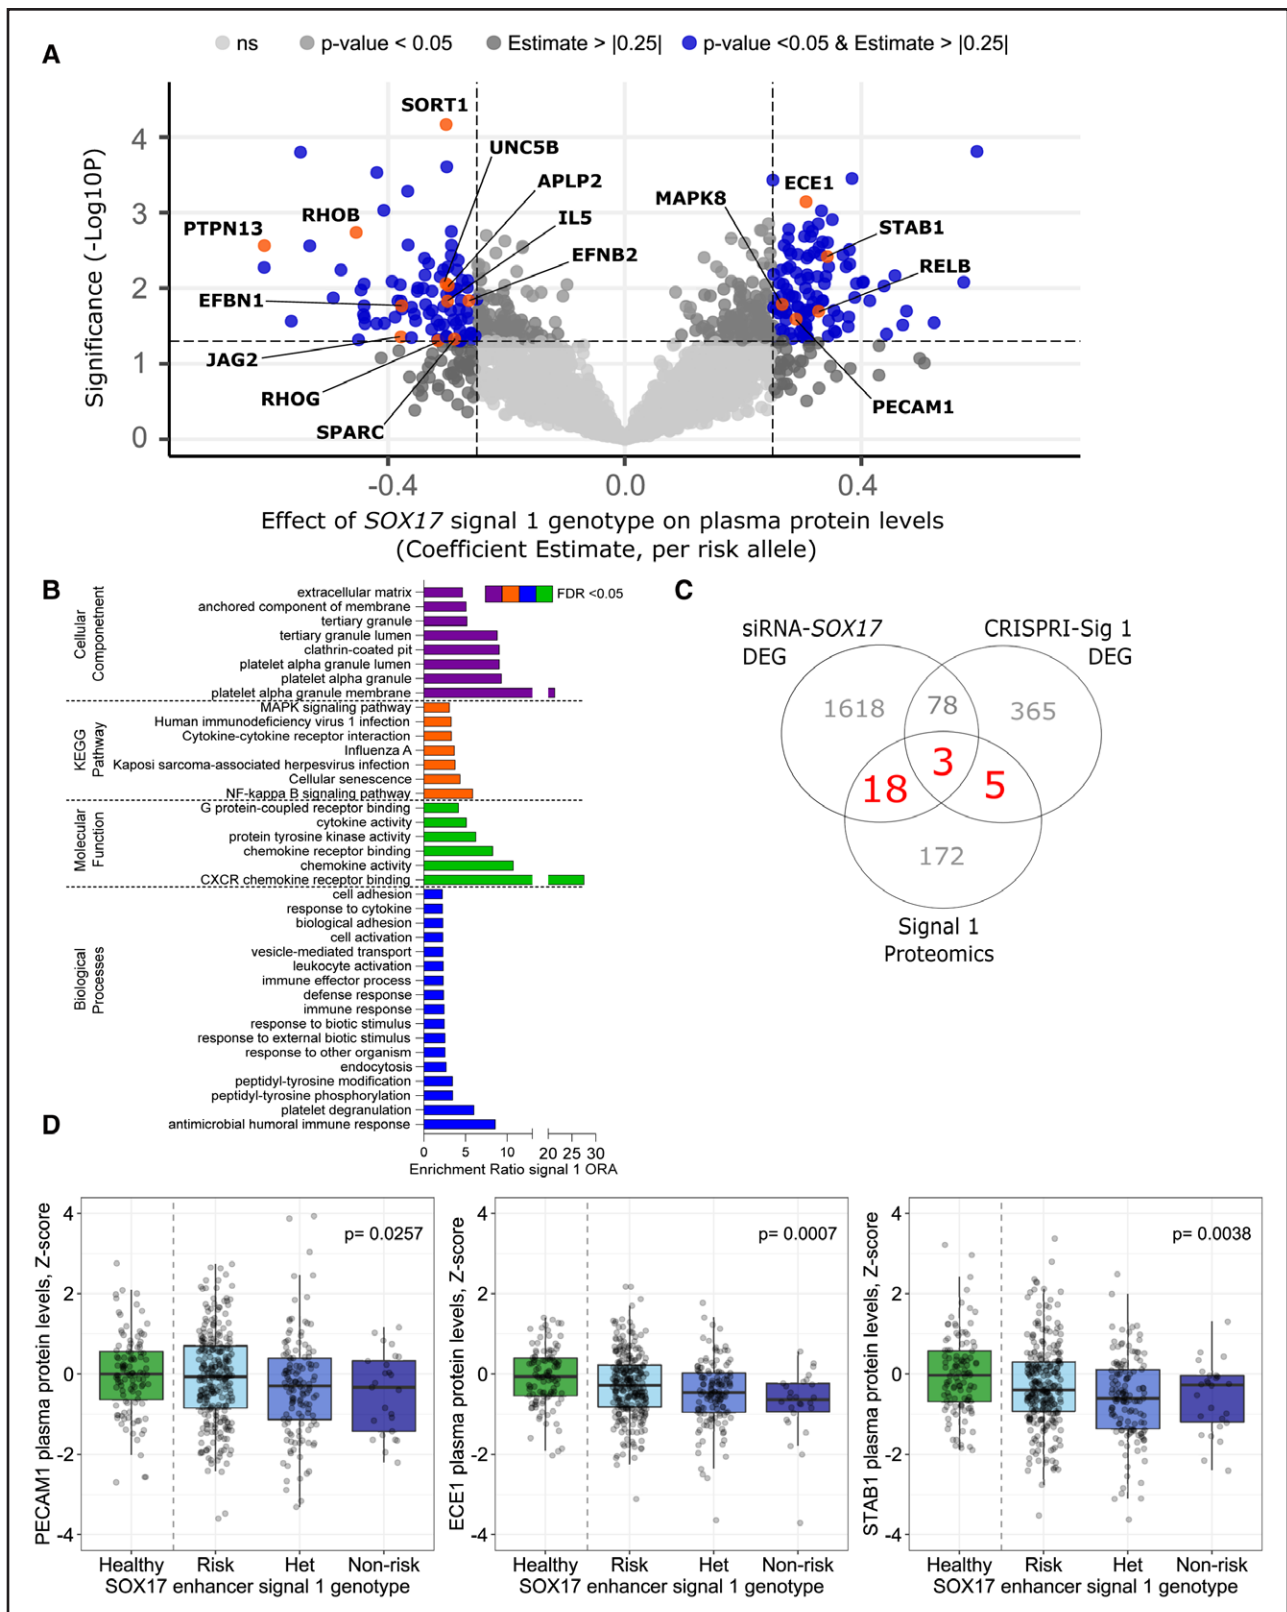 A
ns
p-value < 0.05
Estimate > |0.25|
p-value <0.05 & Estimate > |0.25|
Significance (-Log10P)
4
3
2
1
0
SORT1
UNC5B
APLP2
IL5
EFNB2
PTPN13
RHOB
EFBN1
JAG2
RHOG
SPARC
MAPK8
ECE1
STAB1
RELB
PECAM1
-0.4
0.0
0.4
Effect of SOX17 signal 1 genotype on plasma protein levels
(Coefficient Estimate, per risk allele)
B
Cellular
Componetnent
extracellular matrix
anchored component of membrane
tertiary granule
tertiary granule lumen
clathrin-coated pit
platelet alpha granule lumen
platelet alpha granule
platelet alpha granule membrane
FDR <0.05
KEGG
Pathway
MAPK signaling pathway
Human immunodeficiency virus 1 infection
Cytokine-cytokine receptor interaction
Influenza A
Kaposi sarcoma-associated herpesvirus infection
Cellular senescence
NF-kappa B signaling pathway
Molecular
Function
G protein-coupled receptor binding
cytokine activity
protein tyrosine kinase activity
chemokine receptor binding
chemokine activity
CXCR chemokine receptor binding
Biological
Processes
cell adhesion
response to cytokine
biological adhesion
cell activation
vesicle-mediated transport
leukocyte activation
immune effector process
defense response
immune response
response to biotic stimulus
response to external biotic stimulus
response to other organism
endocytosis
peptidyl-tyrosine modification
peptidyl-tyrosine phosphorylation
platelet degranulation
antimicrobial humoral immune response
0 5 10 20 25 30
Enrichment Ratio signal 1 ORA
C
siRNA-SOX17
DEG
CRISPRI-Sig 1
DEG
1618
78
365
3
18
5
172
Signal 1
Proteomics
D
PECAM1 plasma protein levels, Z-score
4
2
0
-2
-4
p= 0.0257
Healthy Risk Het Non-risk
SOX17 enhancer signal 1 genotype
ECE1 plasma protein levels, Z-score
4
2
0
-2
-4
p= 0.0007
Healthy Risk Het Non-risk
SOX17 enhancer signal 1 genotype
STAB1 plasma protein levels, Z-score
4
2
0
-2
-4
p= 0.0038
Healthy Risk Het Non-risk
SOX17 enhancer signal 1 genotype